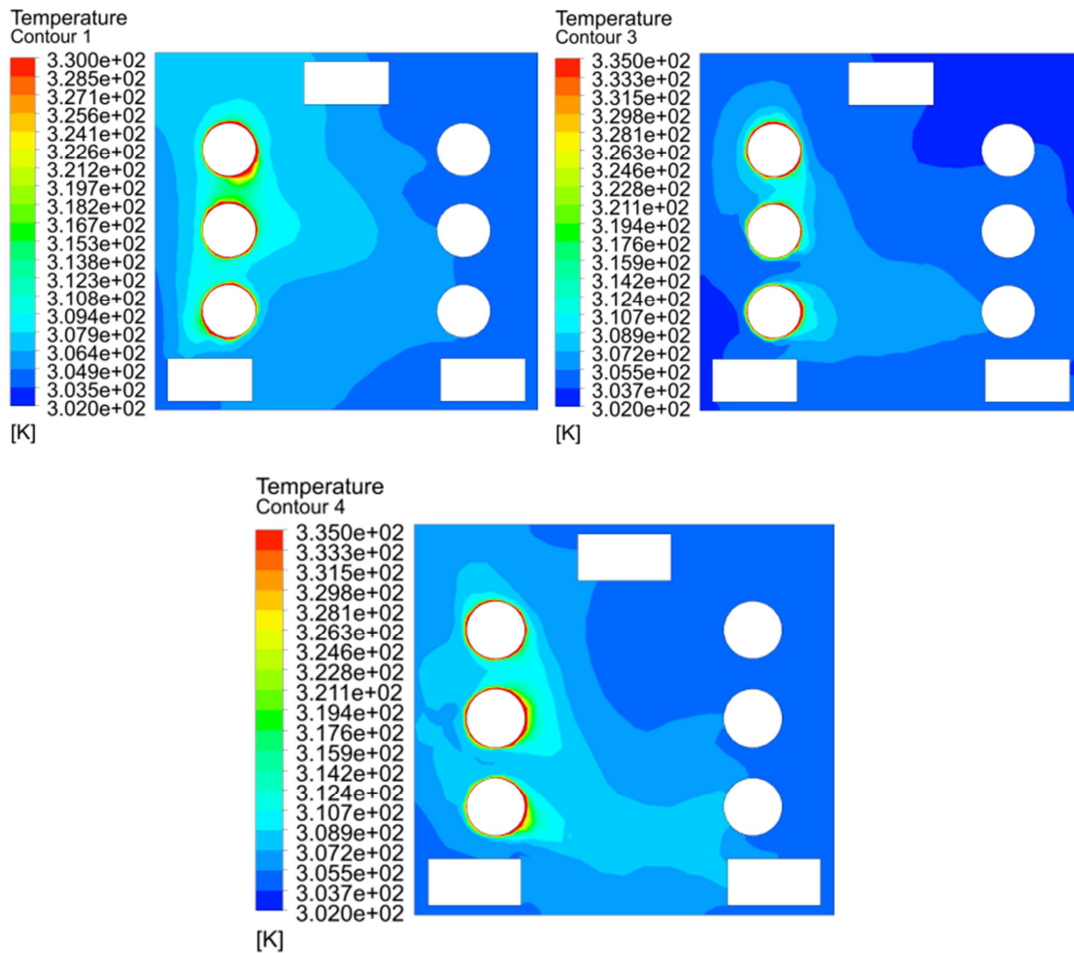 Temperature
Contour 1
3.300e+02
3.285e+02
3.271e+02
3.256e+02
3.241e+02
3.226e+02
3.212e+02
3.197e+02
3.182e+02
3.167e+02
3.153e+02
3.138e+02
3.123e+02
3.108e+02
3.094e+02
3.079e+02
3.064e+02
3.049e+02
3.035e+02
3.020e+02
[K]
Temperature
Contour 3
3.350e+02
3.333e+02
3.315e+02
3.298e+02
3.281e+02
3.263e+02
3.246e+02
3.228e+02
3.211e+02
3.194e+02
3.176e+02
3.159e+02
3.142e+02
3.124e+02
3.107e+02
3.089e+02
3.072e+02
3.055e+02
3.037e+02
3.020e+02
[K]
Temperature
Contour 4
3.350e+02
3.333e+02
3.315e+02
3.298e+02
3.281e+02
3.263e+02
3.246e+02
3.228e+02
3.211e+02
3.194e+02
3.176e+02
3.159e+02
3.142e+02
3.124e+02
3.107e+02
3.089e+02
3.072e+02
3.055e+02
3.037e+02
3.020e+02
[K]